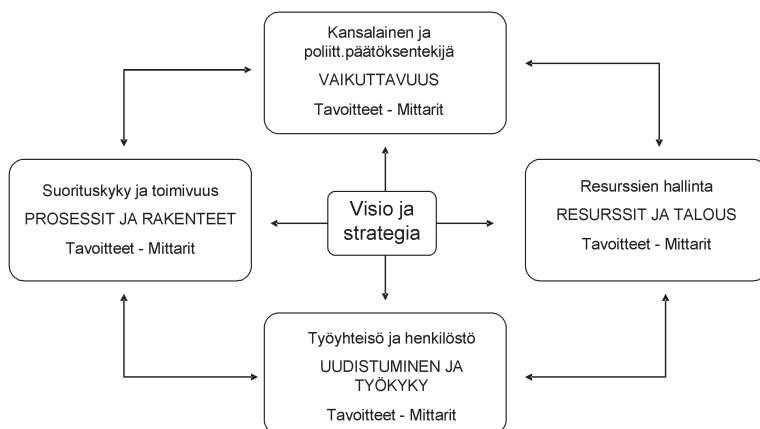 Kansalainen ja
poliitt.päätöksentekijä
VAIKUTTAVUUS
Tavoitteet - Mittarit
Suorituskyky ja toimivuus
PROSESSIT JA RAKENTEET
Tavoitteet - Mittarit
Visio ja
strategia
Resurssien hallinta
RESURSSIT JA TALOUS
Tavoitteet - Mittarit
Työyhteisö ja henkilöstö
UUDISTUMINEN JA
TYÖKYKY
Tavoitteet - Mittarit